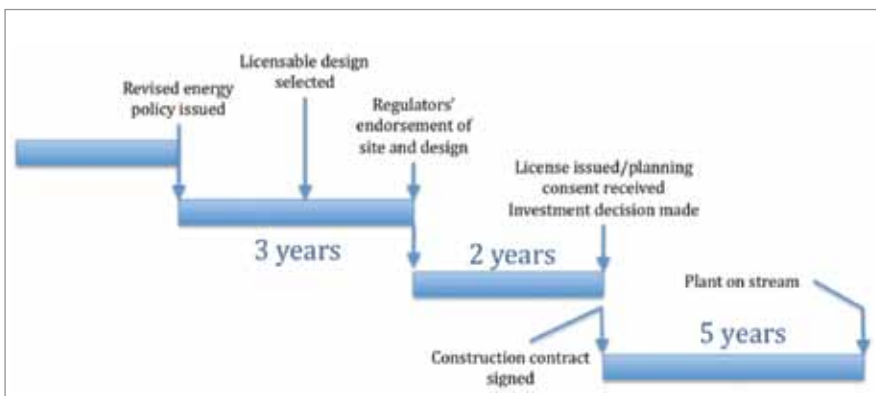 Licensable design
selected
Revised energy
policy issued
Regulators'
endorsement of
site and design
License issued/planning
consent received
Investment decision made
3 years
2 years
Plant on stream
5 years
Construction contract
signed